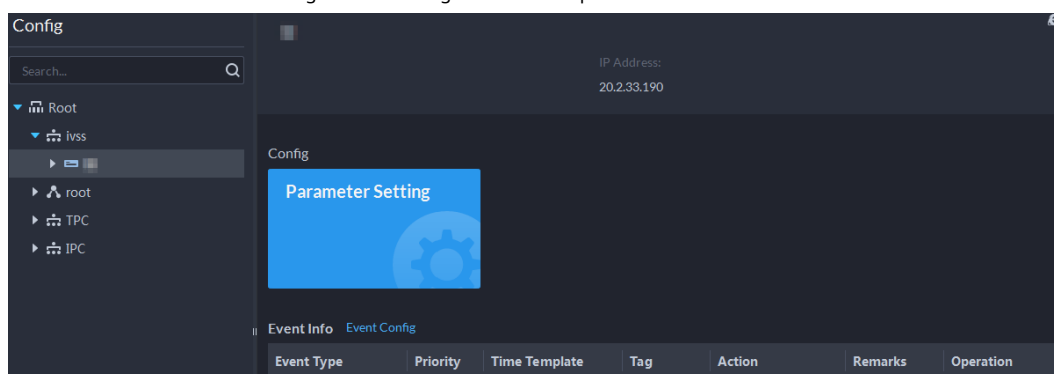 Config
Search...
Root
ivss
root
TPC
IPC
IP Address:
20.2.33.190
Config
Parameter Setting
Event Info Event Config
Event Type Priority Time Template Tag Action Remarks Operation